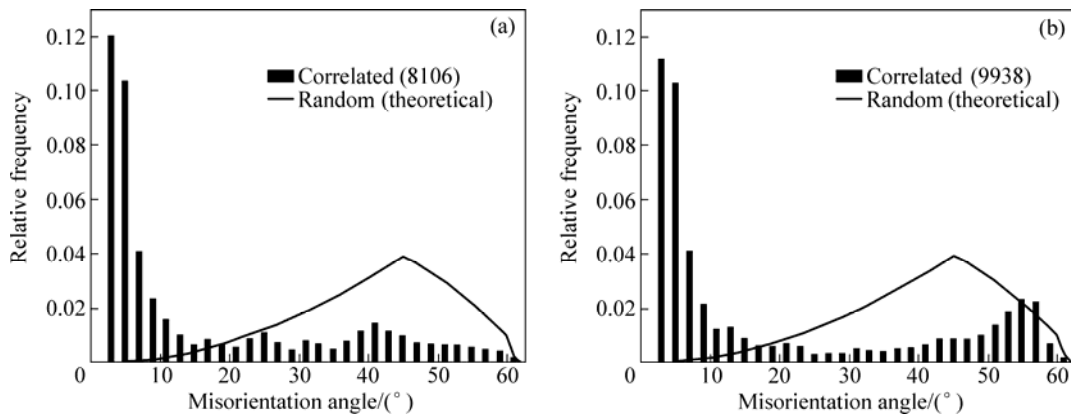 (a)
0.12
0.10
0.08
0.06
0.04
0.02
0
10
20
30
40
50
60
Relative frequency
Misorientation angle/(°)
Correlated (8106)
Random (theoretical)
(b)
0.12
0.10
0.08
0.06
0.04
0.02
0
10
20
30
40
50
60
Relative frequency
Misorientation angle/(°)
Correlated (9938)
Random (theoretical)